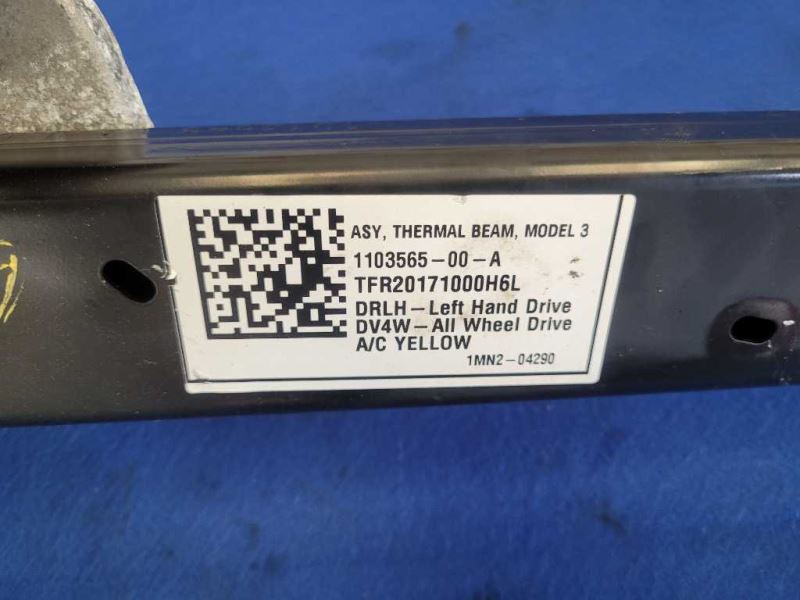 ASY, THERMAL BEAM, MODEL 3
1103565-00-A
TFR20171000H6L
DRLH-Left Hand Drive
DV4W-All Wheel Drive
A/C YELLOW
1MN2-04290